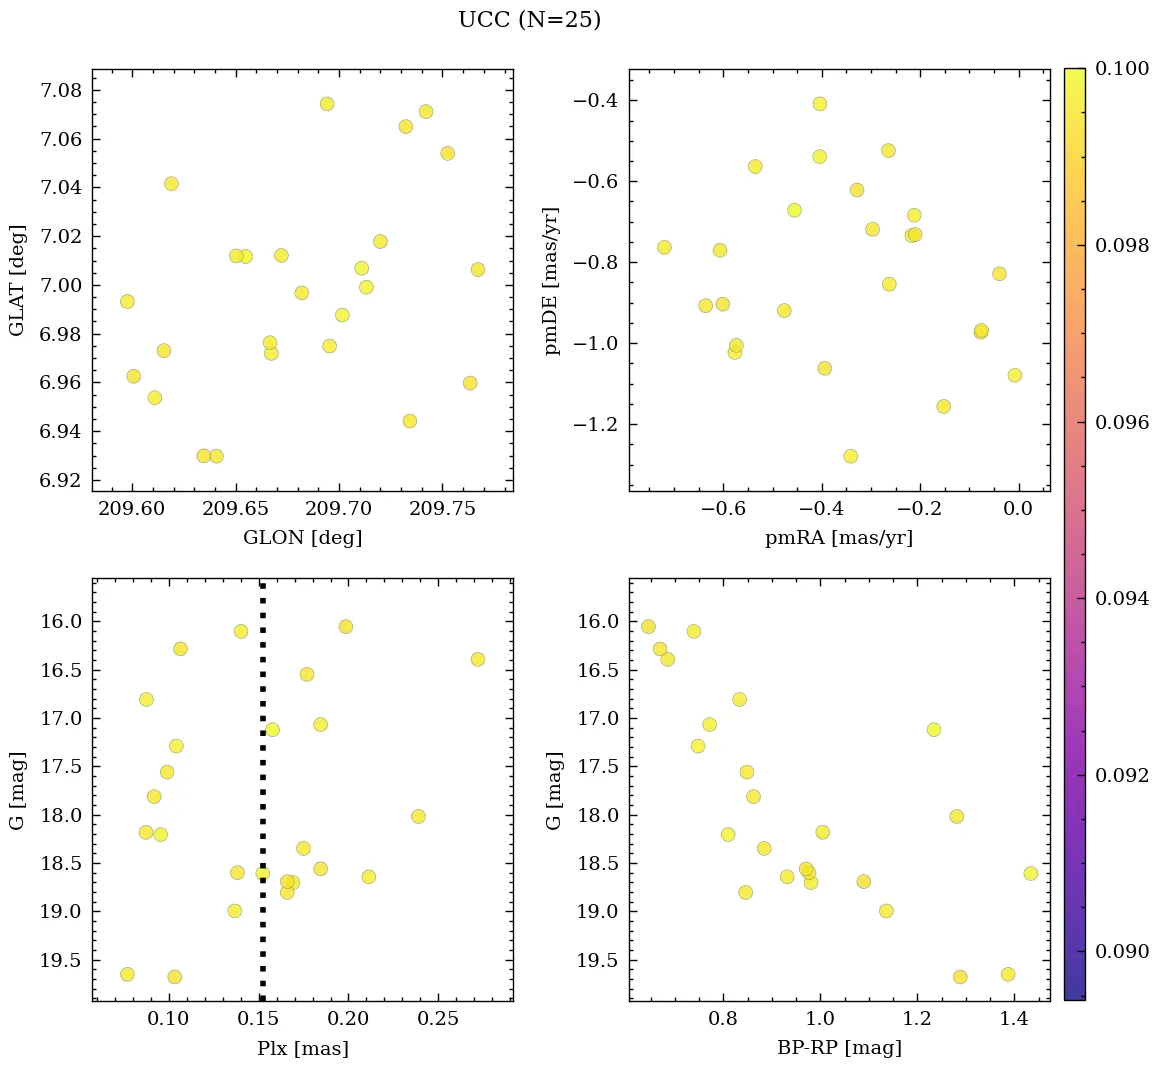 UCC (N=25)
7.08
7.06
7.04
7.02
7.00
6.98
6.96
6.94
6.92
GLAT [deg]
209.60 209.65 209.70 209.75
GLON [deg]
−0.4
−0.6
−0.8
−1.0
−1.2
pmDE [mas/yr]
−0.6 −0.4 −0.2 0.0
pmRA [mas/yr]
16.0
16.5
17.0
17.5
18.0
18.5
19.0
19.5
G [mag]
0.10 0.15 0.20 0.25
Plx [mas]
16.0
16.5
17.0
17.5
18.0
18.5
19.0
19.5
G [mag]
0.8 1.0 1.2 1.4
BP-RP [mag]
0.100
0.098
0.096
0.094
0.092
0.090